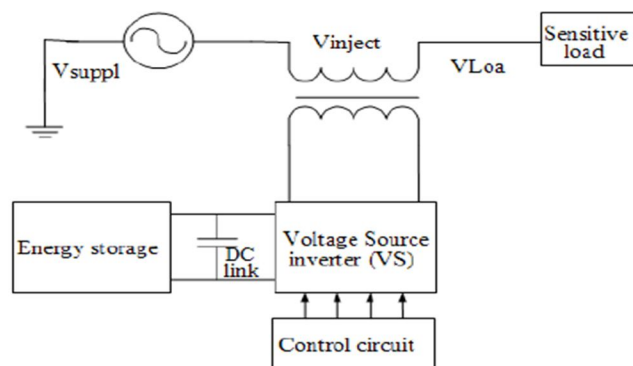 Vsuppl
Vinject
VLoa
Sensitive
load
Energy storage
DC
link
Voltage Source
inverter (VS)
Control circuit